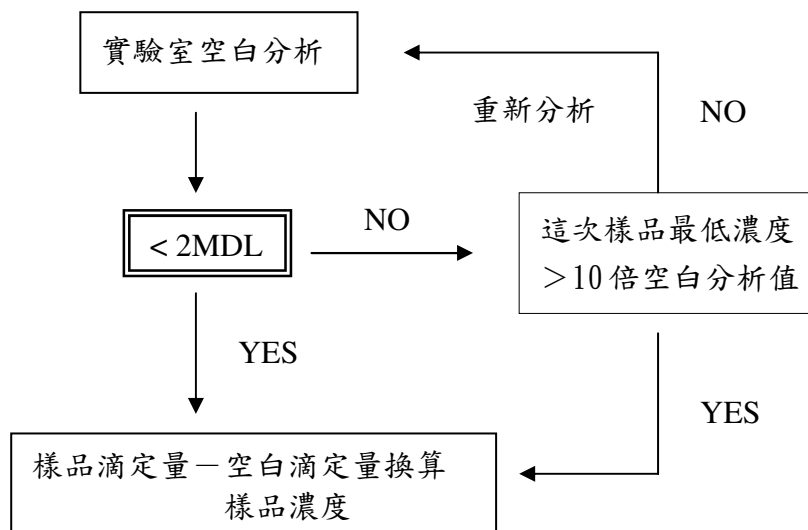 實驗室空白分析
重新分析
NO
＜2MDL
NO
這次樣品最低濃度
＞10倍空白分析值
YES
YES
樣品滴定量－空白滴定量換算
樣品濃度